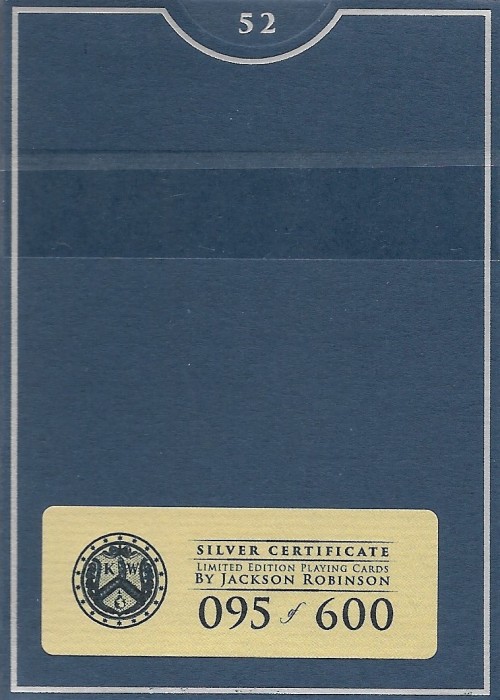 52
SILVER CERTIFICATE
LIMITED EDITION PLAYING CARDS
BY JACKSON ROBINSON
095 of 600
K W
C